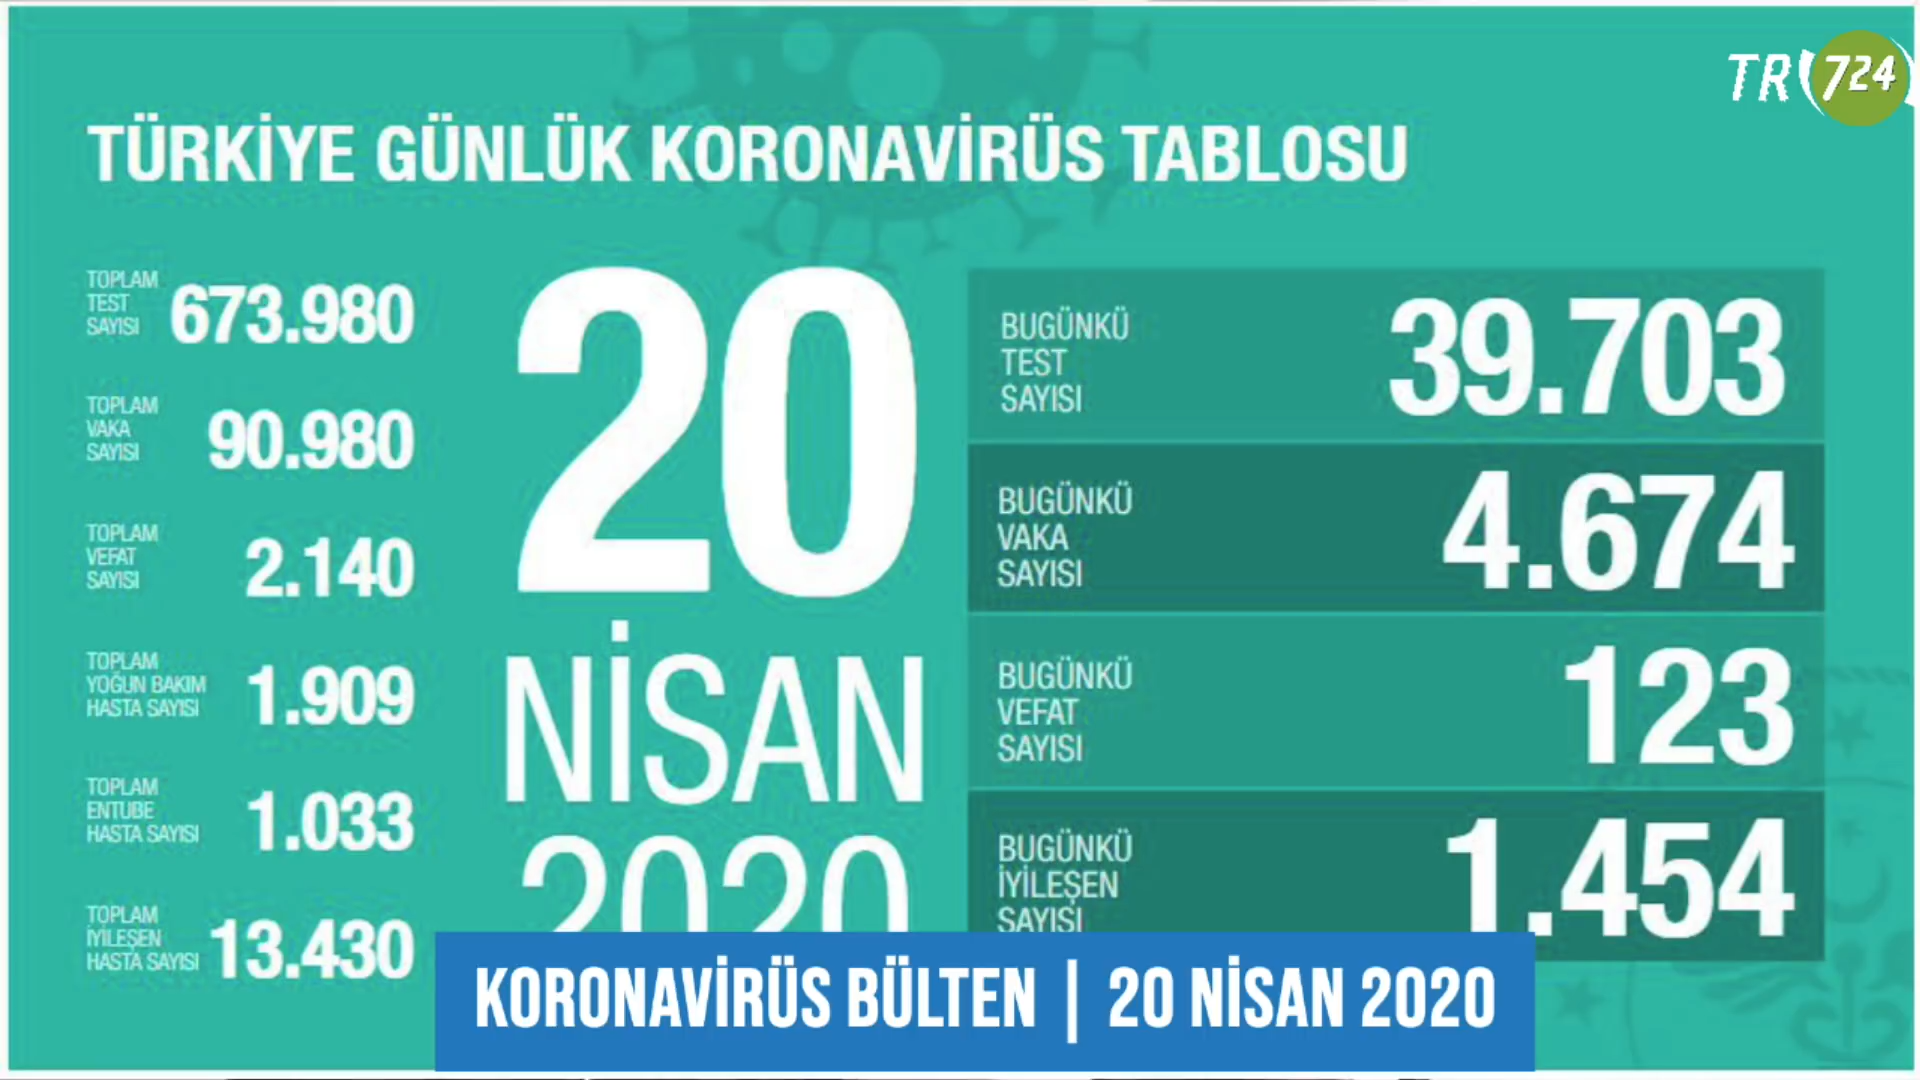 TR724
TÜRKİYE GÜNLÜK KORONAVİRÜS TABLOSU
TOPLAM
TEST
SAYISI
673.980
TOPLAM
VAKA
SAYISI
90.980
TOPLAM
VEFAT
SAYISI
2.140
TOPLAM
YOĞUN BAKIM
HASTA SAYISI
1.909
TOPLAM
ENTUBE
HASTA SAYISI
1.033
TOPLAM
İYİLEŞEN
HASTA SAYISI
13.430
20
NİSAN
2020
BUGÜNKÜ
TEST
SAYISI
39.703
BUGÜNKÜ
VAKA
SAYISI
4.674
BUGÜNKÜ
VEFAT
SAYISI
123
BUGÜNKÜ
İYİLEŞEN
SAYISI
1.454
KORONAVİRÜS BÜLTEN | 20 NİSAN 2020